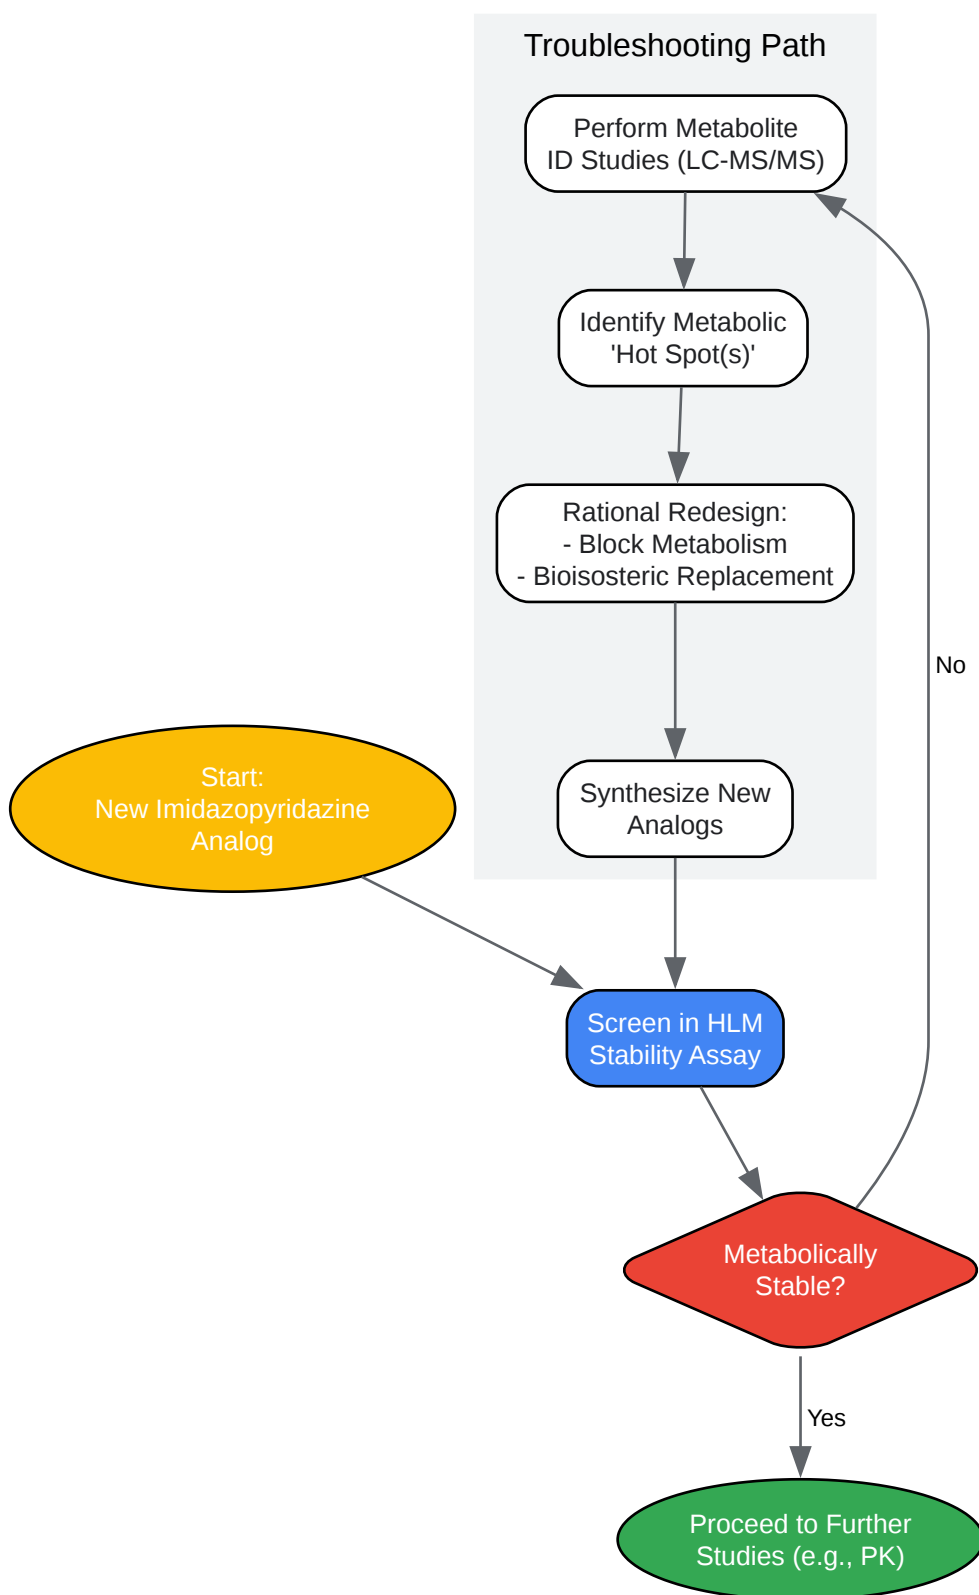 Troubleshooting Path
Perform Metabolite
ID Studies (LC-MS/MS)
Identify Metabolic
'Hot Spot(s)'
Rational Redesign:
- Block Metabolism
- Bioisosteric Replacement
No
Start:
New Imidazopyridazine
Analog
Synthesize New
Analogs
Screen in HLM
Stability Assay
Metabolically
Stable?
Yes
Proceed to Further
Studies (e.g., PK)